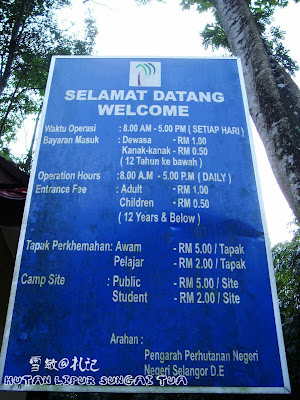 SELAMAT DATANG
WELCOME
Waktu Operasi : 8.00 AM - 5.00 PM ( SETIAP HARI )
Bayaran Masuk : Dewasa - RM 1.00
Kanak-kanak - RM 0.50
( 12 Tahun ke bawah )
Operation Hours : 8.00 A.M - 5.00 P.M ( DAILY )
Entrance Fee : Adult - RM 1.00
Children - RM 0.50
( 12 Years & Below )
Tapak Perkhemahan: Awam - RM 5.00 / Tapak
Pelajar - RM 2.00 / Tapak
Camp Site : Public - RM 5.00 / Site
Student - RM 2.00 / Site
Arahan :
Pengarah Perhutanan Negeri
Negeri Selangor D.E
雪敏@札記
HUTAN LIPUR SUNGAI TUA